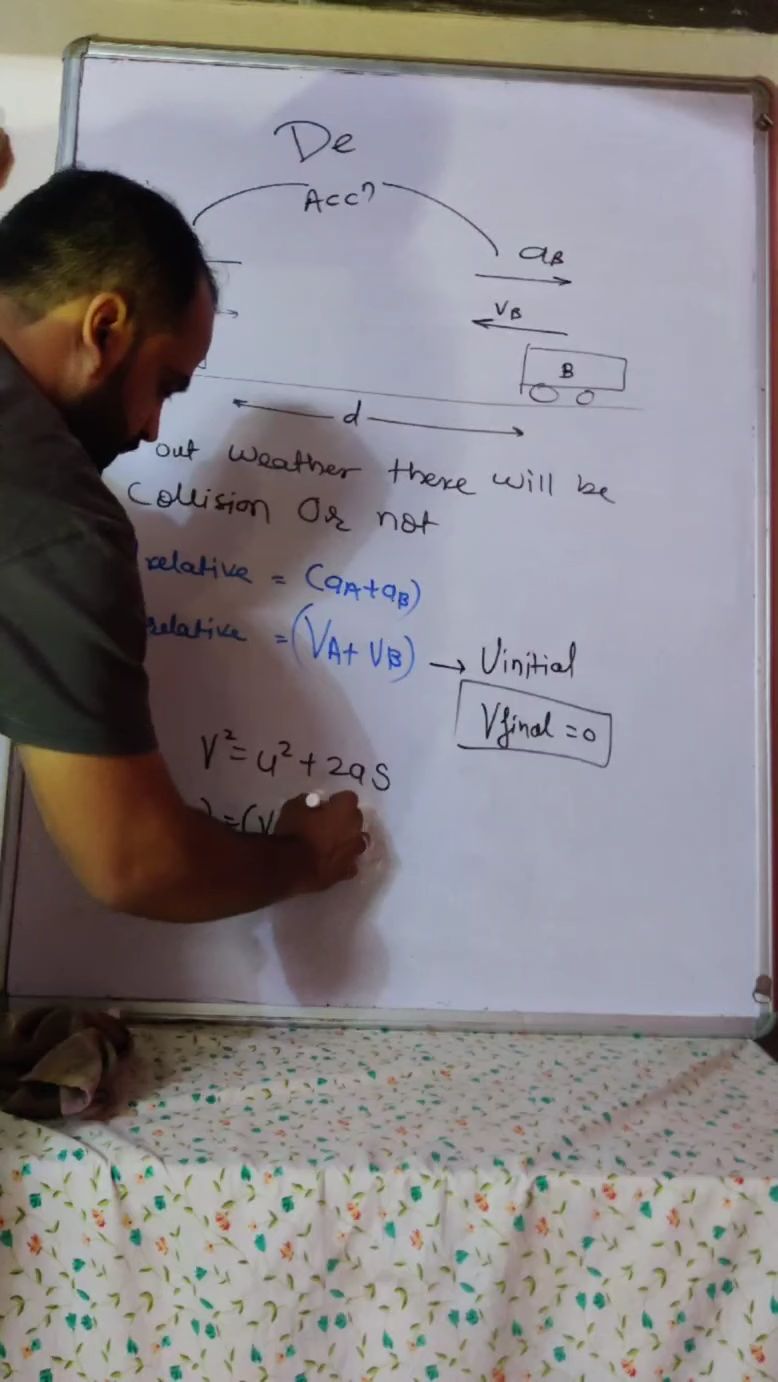 De
Acc?
aB
VB
B
d
out weather there will be
Collision Or not
relative = (aA+aB)
relative = (VA+VB) → Uinitial
Vfinal = 0
V²=u²+2aS
=(V